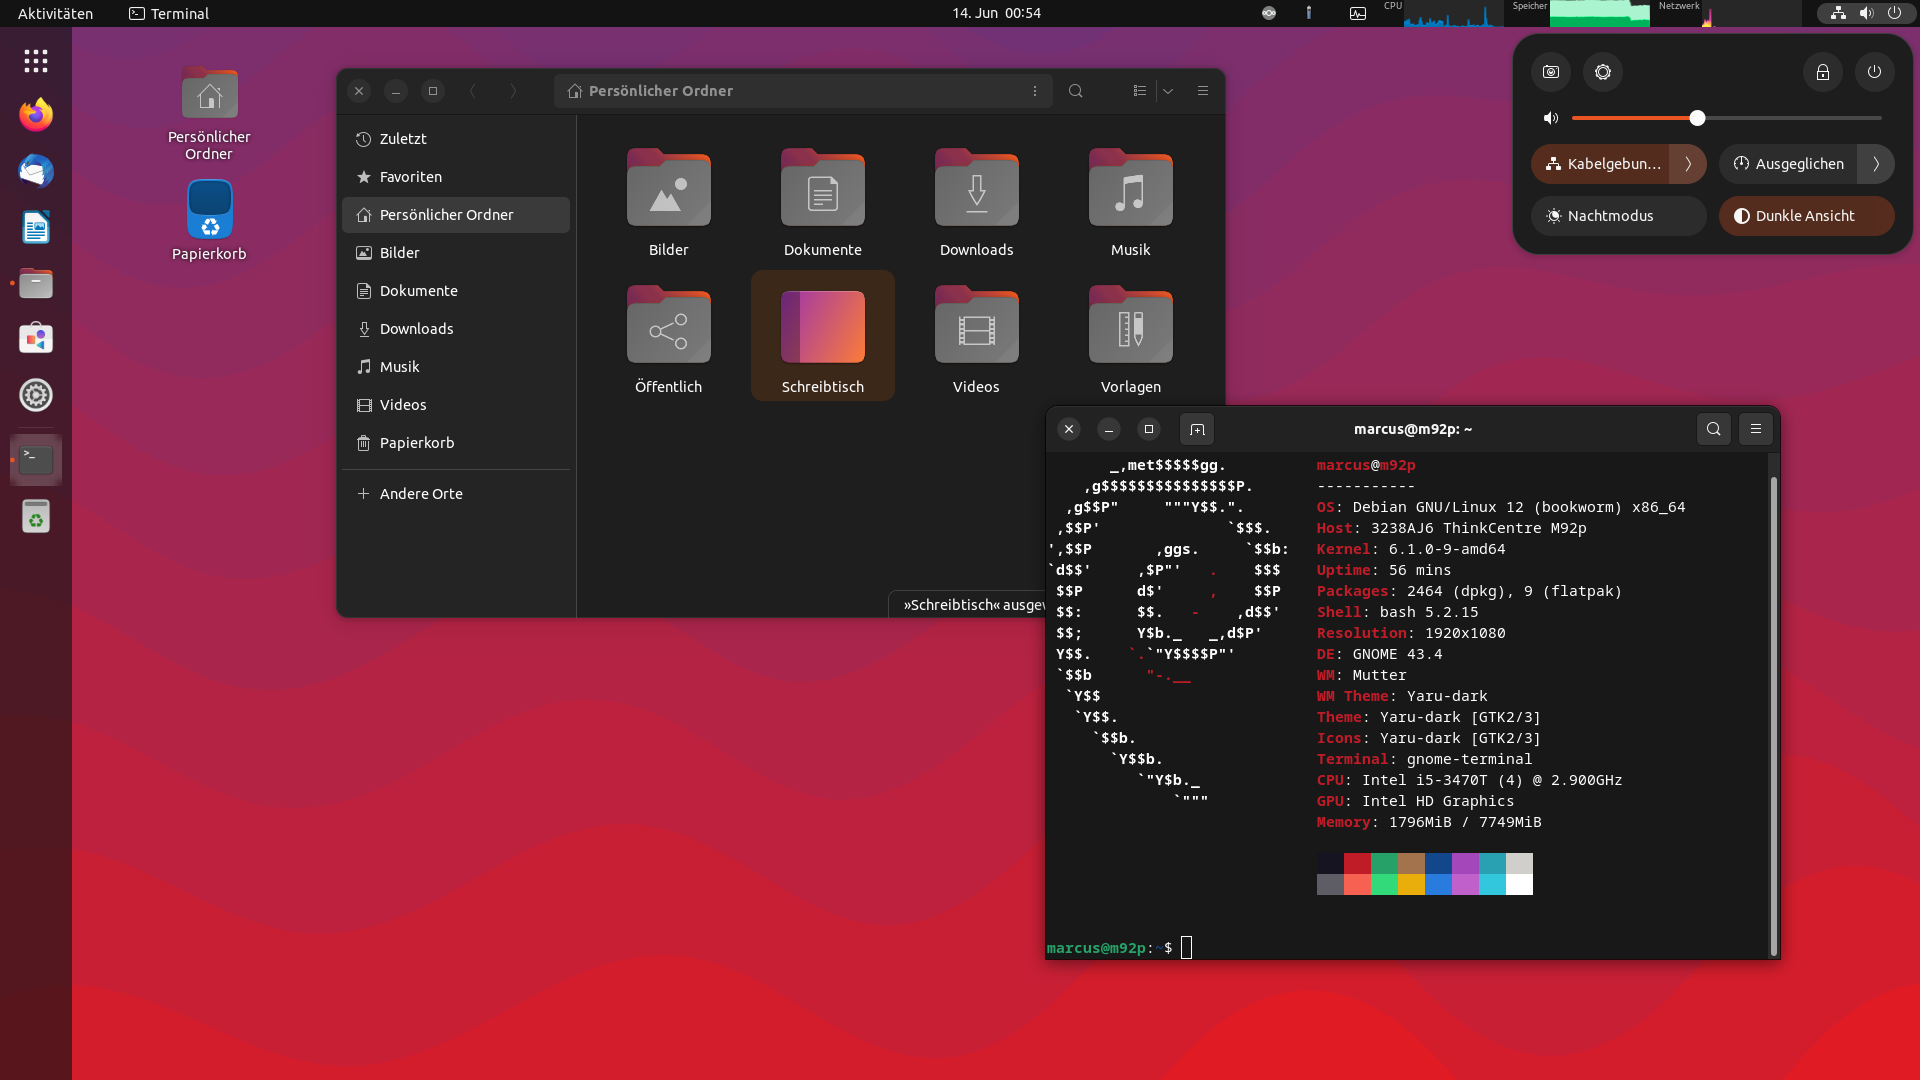 Aktivitäten
Terminal
14. Jun 00:54
CPU
Speicher
Netzwerk
Persönlicher
Ordner
Papierkorb
Persönlicher Ordner
Zuletzt
Favoriten
Persönlicher Ordner
Bilder
Dokumente
Downloads
Musik
Videos
Papierkorb
Andere Orte
Bilder
Dokumente
Downloads
Musik
Öffentlich
Schreibtisch
Videos
Vorlagen
»Schreibtisch« ausgew
Kabelgebun…
Ausgeglichen
Nachtmodus
Dunkle Ansicht
marcus@m92p: ~
_,met$$$$$gg. marcus@m92p
,g$$$$$$$$$$$$$$$P. -----------
,g$$P" """Y$$.". OS: Debian GNU/Linux 12 (bookworm) x86_64
,$$P' `$$$. Host: 3238AJ6 ThinkCentre M92p
',$$P ,ggs. `$$b: Kernel: 6.1.0-9-amd64
`d$$' ,$P"' . $$$ Uptime: 56 mins
$$P d$' , $$P Packages: 2464 (dpkg), 9 (flatpak)
$$: $$. - ,d$$' Shell: bash 5.2.15
$$; Y$b._ _,d$P' Resolution: 1920x1080
Y$$. `.`"Y$$$$P"' DE: GNOME 43.4
`$$b "-.__ WM: Mutter
`Y$$ WM Theme: Yaru-dark
`Y$$. Theme: Yaru-dark [GTK2/3]
`$$b. Icons: Yaru-dark [GTK2/3]
`Y$$b. Terminal: gnome-terminal
`"Y$b._ CPU: Intel i5-3470T (4) @ 2.900GHz
`""" GPU: Intel HD Graphics
Memory: 1796MiB / 7749MiB
marcus@m92p:~$